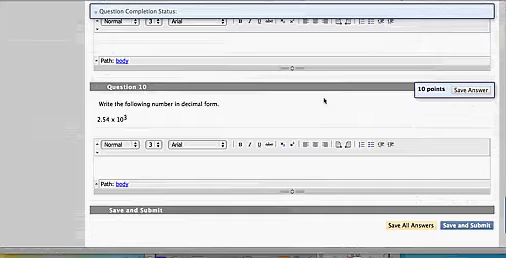 Question Completion Status:
Normal 3 Arial B I U abc
Path: body
Question 10
10 points Save Answer
Write the following number in decimal form.
2.54 x 10³
Normal 3 Arial B I U abc
Path: body
Save and Submit
Save All Answers Save and Submit